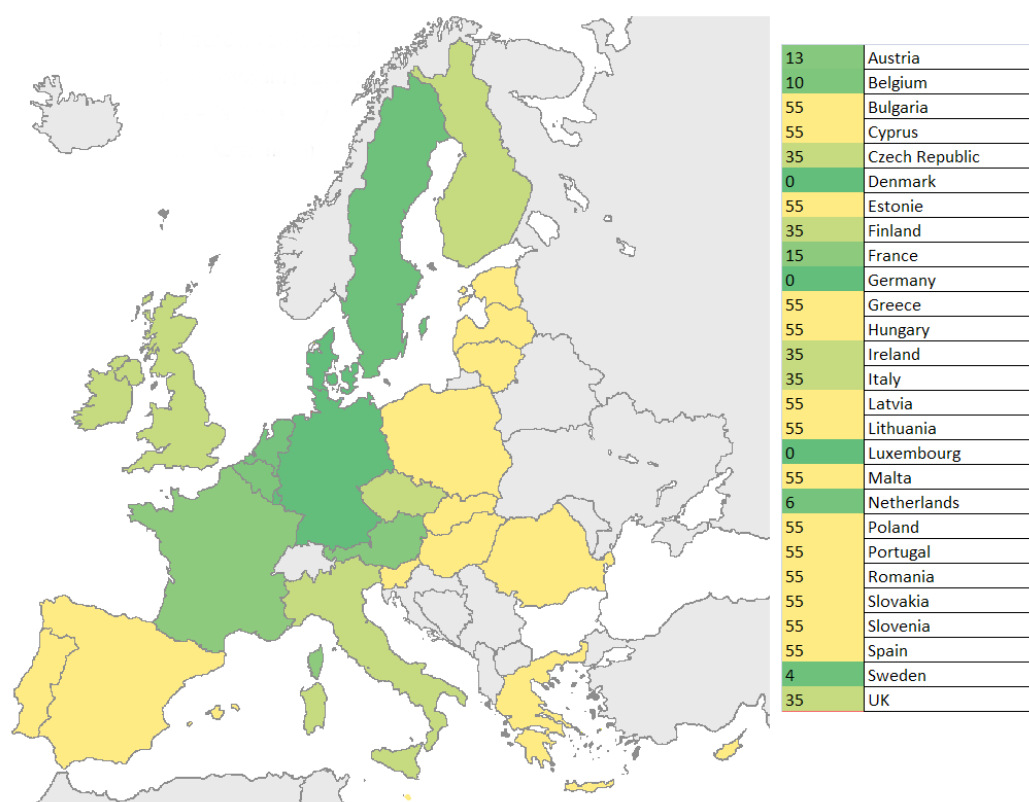 13 Austria
10 Belgium
55 Bulgaria
55 Cyprus
35 Czech Republic
0 Denmark
55 Estonie
35 Finland
15 France
0 Germany
55 Greece
55 Hungary
35 Ireland
35 Italy
55 Latvia
55 Lithuania
0 Luxembourg
55 Malta
6 Netherlands
55 Poland
55 Portugal
55 Romania
55 Slovakia
55 Slovenia
55 Spain
4 Sweden
35 UK